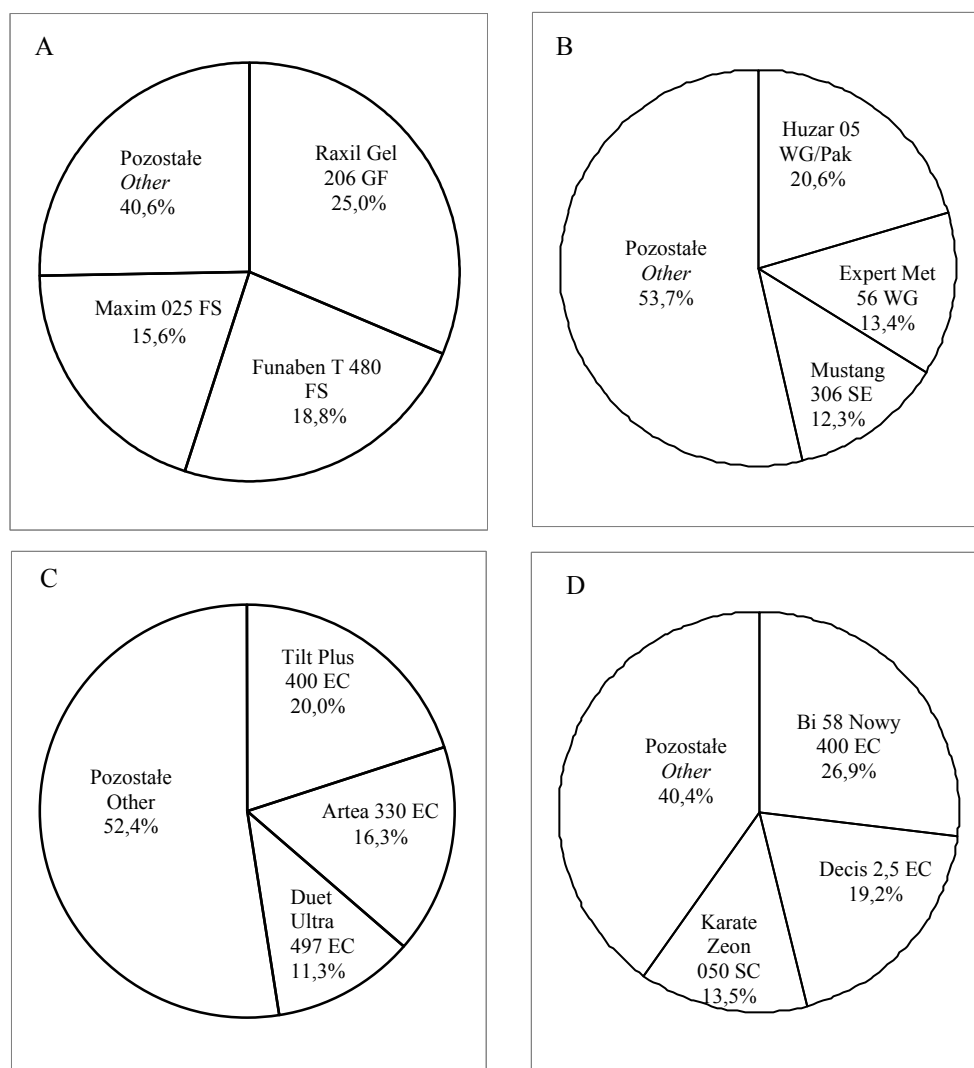 A
Pozostałe
Other
40,6%
Raxil Gel
206 GF
25,0%
Maxim 025 FS
15,6%
Funaben T 480
FS
18,8%
B
Huzar 05
WG/Pak
20,6%
Pozostałe
Other
53,7%
Expert Met
56 WG
13,4%
Mustang
306 SE
12,3%
C
Tilt Plus
400 EC
20,0%
Pozostałe
Other
52,4%
Artea 330 EC
16,3%
Duet
Ultra
497 EC
11,3%
D
Bi 58 Nowy
400 EC
26,9%
Pozostałe
Other
40,4%
Decis 2,5 EC
19,2%
Karate
Zeon
050 SC
13,5%